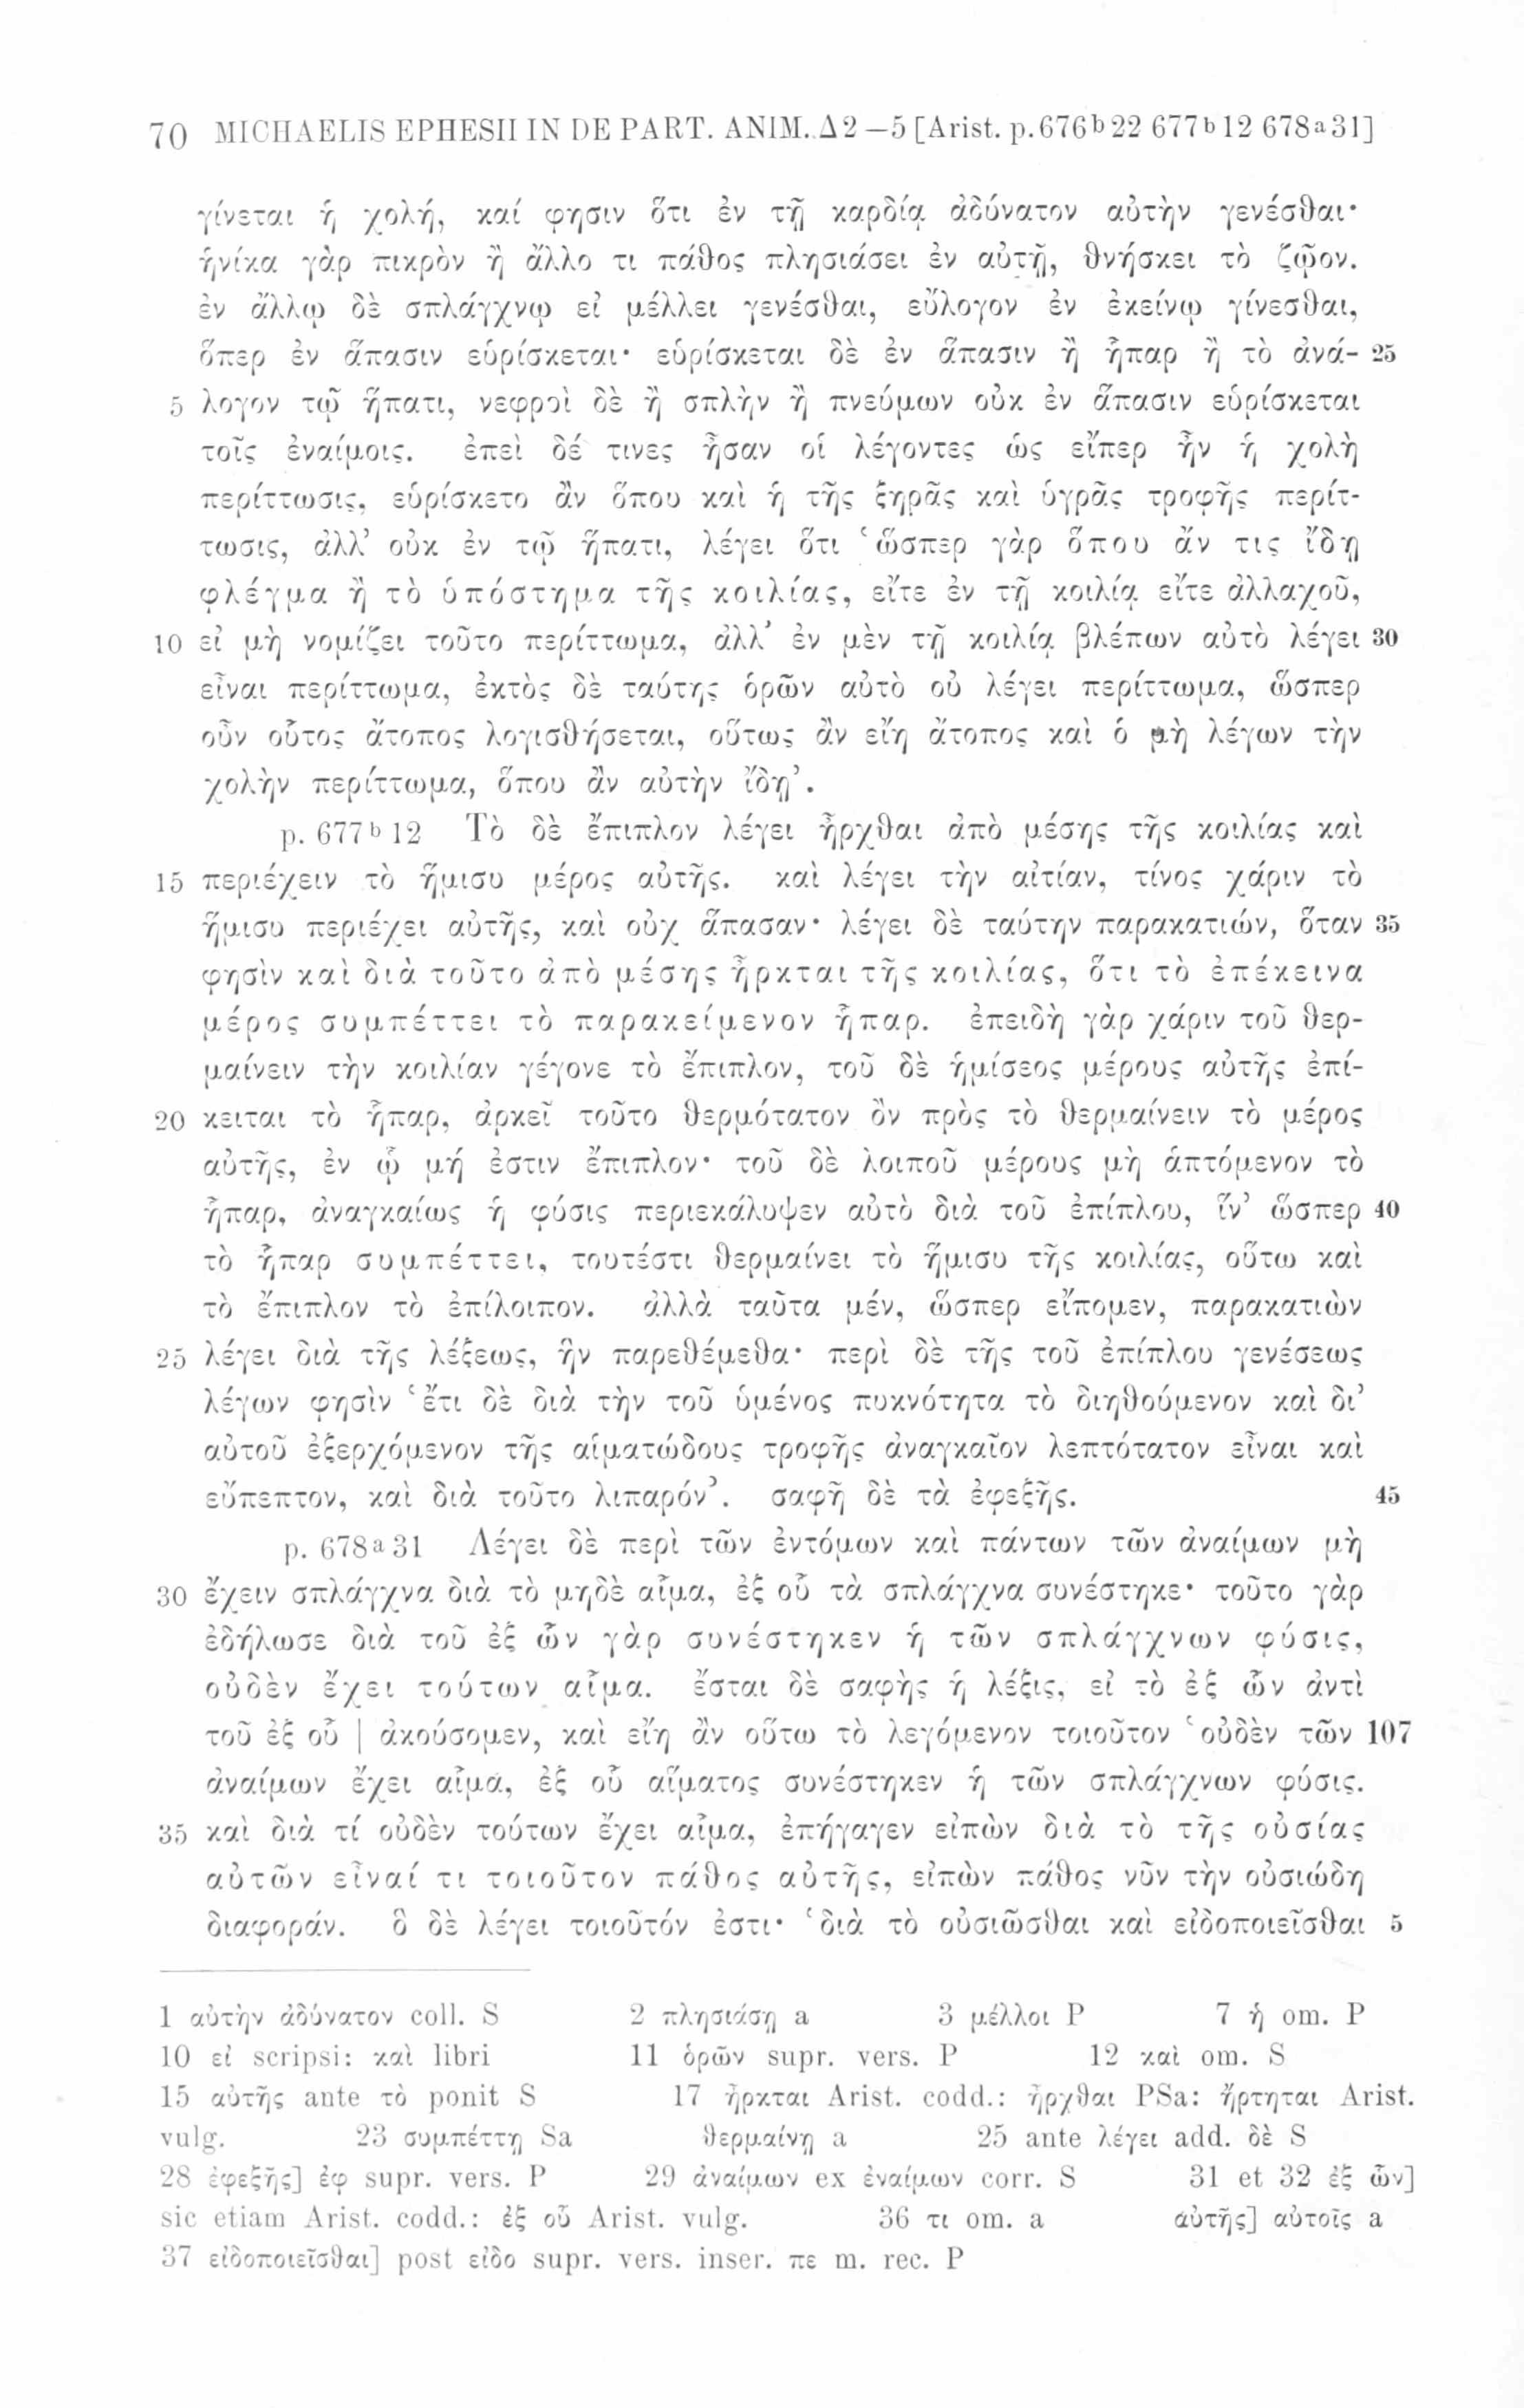 70 MICHAELIS EPHESII IN DE PART. ANIM. Δ 2—5 [Arist. p. 676b22 677b12 678a31]
γίνεται ἡ χολή, καί φησιν ὅτι ἐν τῇ καρδίᾳ ἀδύνατον αὐτὴν γενέσθαι·
ἡνίκα γὰρ πικρὸν ἢ ἄλλο τι πάθος πλησιάσει ἐν αὐτῇ, θνήσκει τὸ ζῷον.
ἐν ἄλλῳ δὲ σπλάγχνῳ εἰ μέλλει γενέσθαι, εὔλογον ἐν ἐκείνῳ γίνεσθαι,
ὅπερ ἐν ἅπασιν εὑρίσκεται· εὑρίσκεται δὲ ἐν ἅπασιν ἢ ἧπαρ ἢ τὸ ἀνά- 25
5 λογον τῷ ἥπατι, νεφροὶ δὲ ἢ σπλὴν ἢ πνεύμων οὐκ ἐν ἅπασιν εὑρίσκεται
τοῖς ἐναίμοις. ἐπεὶ δέ τινες ἦσαν οἱ λέγοντες ὡς εἴπερ ἦν ἡ χολὴ
περίττωσις, εὑρίσκετο ἂν ὅπου καὶ ἡ τῆς ξηρᾶς καὶ ὑγρᾶς τροφῆς περίτ-
τωσις, ἀλλ’ οὐκ ἐν τῷ ἥπατι, λέγει ὅτι ‘ὥσπερ γὰρ ὅπου ἄν τις ἴδῃ
φλέγμα ἢ τὸ ὑπόστημα τῆς κοιλίας, εἴτε ἐν τῇ κοιλίᾳ εἴτε ἀλλαχοῦ,
10 εἰ μὴ νομίζει τοῦτο περίττωμα, ἀλλ’ ἐν μὲν τῇ κοιλίᾳ βλέπων αὐτὸ λέγει 30
εἶναι περίττωμα, ἐκτὸς δὲ ταύτης ὁρῶν αὐτὸ οὐ λέγει περίττωμα, ὥσπερ
οὖν οὗτος ἄτοπος λογισθήσεται, οὕτως ἂν εἴη ἄτοπος καὶ ὁ μὴ λέγων τὴν
χολὴν περίττωμα, ὅπου ἂν αὐτὴν ἴδῃ’.
p. 677b12 Τὸ δὲ ἔπιπλον λέγει ἦρχθαι ἀπὸ μέσης τῆς κοιλίας καὶ
15 περιέχειν τὸ ἥμισυ μέρος αὐτῆς. καὶ λέγει τὴν αἰτίαν, τίνος χάριν τὸ
ἥμισυ περιέχει αὐτῆς, καὶ οὐχ ἅπασαν· λέγει δὲ ταύτην παρακατιών, ὅταν 35
φησὶν καὶ διὰ τοῦτο ἀπὸ μέσης ἦρκται τῆς κοιλίας, ὅτι τὸ ἐπέκεινα
μέρος συμπέττει τὸ παρακείμενον ἧπαρ. ἐπειδὴ γὰρ χάριν τοῦ θερ-
μαίνειν τὴν κοιλίαν γέγονε τὸ ἔπιπλον, τοῦ δὲ ἡμίσεος μέρους αὐτῆς ἐπί-
20 κειται τὸ ἧπαρ, ἀρκεῖ τοῦτο θερμότατον ὂν πρὸς τὸ θερμαίνειν τὸ μέρος
αὐτῆς, ἐν ᾧ μή ἐστιν ἔπιπλον· τοῦ δὲ λοιποῦ μέρους μὴ ἁπτόμενον τὸ
ἧπαρ, ἀναγκαίως ἡ φύσις περιεκάλυψεν αὐτὸ διὰ τοῦ ἐπίπλου, ἵν’ ὥσπερ 40
τὸ ἧπαρ συμπέττει, τουτέστι θερμαίνει τὸ ἥμισυ τῆς κοιλίας, οὕτω καὶ
τὸ ἔπιπλον τὸ ἐπίλοιπον. ἀλλὰ ταῦτα μέν, ὥσπερ εἴπομεν, παρακατιὼν
25 λέγει διὰ τῆς λέξεως, ἣν παρεθέμεθα· περὶ δὲ τῆς τοῦ ἐπίπλου γενέσεως
λέγων φησὶν ‘ἔτι δὲ διὰ τὴν τοῦ ὑμένος πυκνότητα τὸ διηθούμενον καὶ δι’
αὐτοῦ ἐξερχόμενον τῆς αἱματώδους τροφῆς ἀναγκαῖον λεπτότατον εἶναι καὶ
εὔπεπτον, καὶ διὰ τοῦτο λιπαρόν’. σαφῆ δὲ τὰ ἐφεξῆς. 45
p. 678a31 Λέγει δὲ περὶ τῶν ἐντόμων καὶ πάντων τῶν ἀναίμων μὴ
30 ἔχειν σπλάγχνα διὰ τὸ μηδὲ αἷμα, ἐξ οὗ τὰ σπλάγχνα συνέστηκε· τοῦτο γὰρ
ἐδήλωσε διὰ τοῦ ἐξ ὧν γὰρ συνέστηκεν ἡ τῶν σπλάγχνων φύσις,
οὐδὲν ἔχει τούτων αἷμα. ἔσται δὲ σαφὴς ἡ λέξις, εἰ τὸ ἐξ ὧν ἀντὶ
τοῦ ἐξ οὗ | ἀκούσομεν, καὶ εἴη ἂν οὕτω τὸ λεγόμενον τοιοῦτον ‘οὐδὲν τῶν 107
ἀναίμων ἔχει αἷμα, ἐξ οὗ αἵματος συνέστηκεν ἡ τῶν σπλάγχνων φύσις.
35 καὶ διὰ τί οὐδὲν τούτων ἔχει αἷμα, ἐπήγαγεν εἰπὼν διὰ τὸ τῆς οὐσίας
αὐτῶν εἶναί τι τοιοῦτον πάθος αὐτῆς, εἰπὼν πάθος νῦν τὴν οὐσιώδη
διαφοράν. ὃ δὲ λέγει τοιοῦτόν ἐστι· ‘διὰ τὸ οὐσιῶσθαι καὶ εἰδοποιεῖσθαι 5
1 αὐτὴν ἀδύνατον coll. S 2 πλησιάσῃ a 3 μέλλοι P 7 ἡ om. P
10 εἰ scripsi: καὶ libri 11 ὁρῶν supr. vers. P 12 καὶ om. S
15 αὐτῆς ante τὸ ponit S 17 ἦρκται Arist. codd.: ἦρχθαι PSa: ἤρτηται Arist.
vulg. 23 συμπέττῃ Sa θερμαίνῃ a 25 ante λέγει add. δὲ S
28 ἐφεξῆς] ἐφ supr. vers. P 29 ἀναίμων ex ἐναίμων corr. S 31 et 32 ἐξ ὧν]
sic etiam Arist. codd.: ἐξ οὗ Arist. vulg. 36 τι om. a αὐτῆς] αὐτοῖς a
37 εἰδοποιεῖσθαι] post εἰδο supr. vers. inser. πε m. rec. P